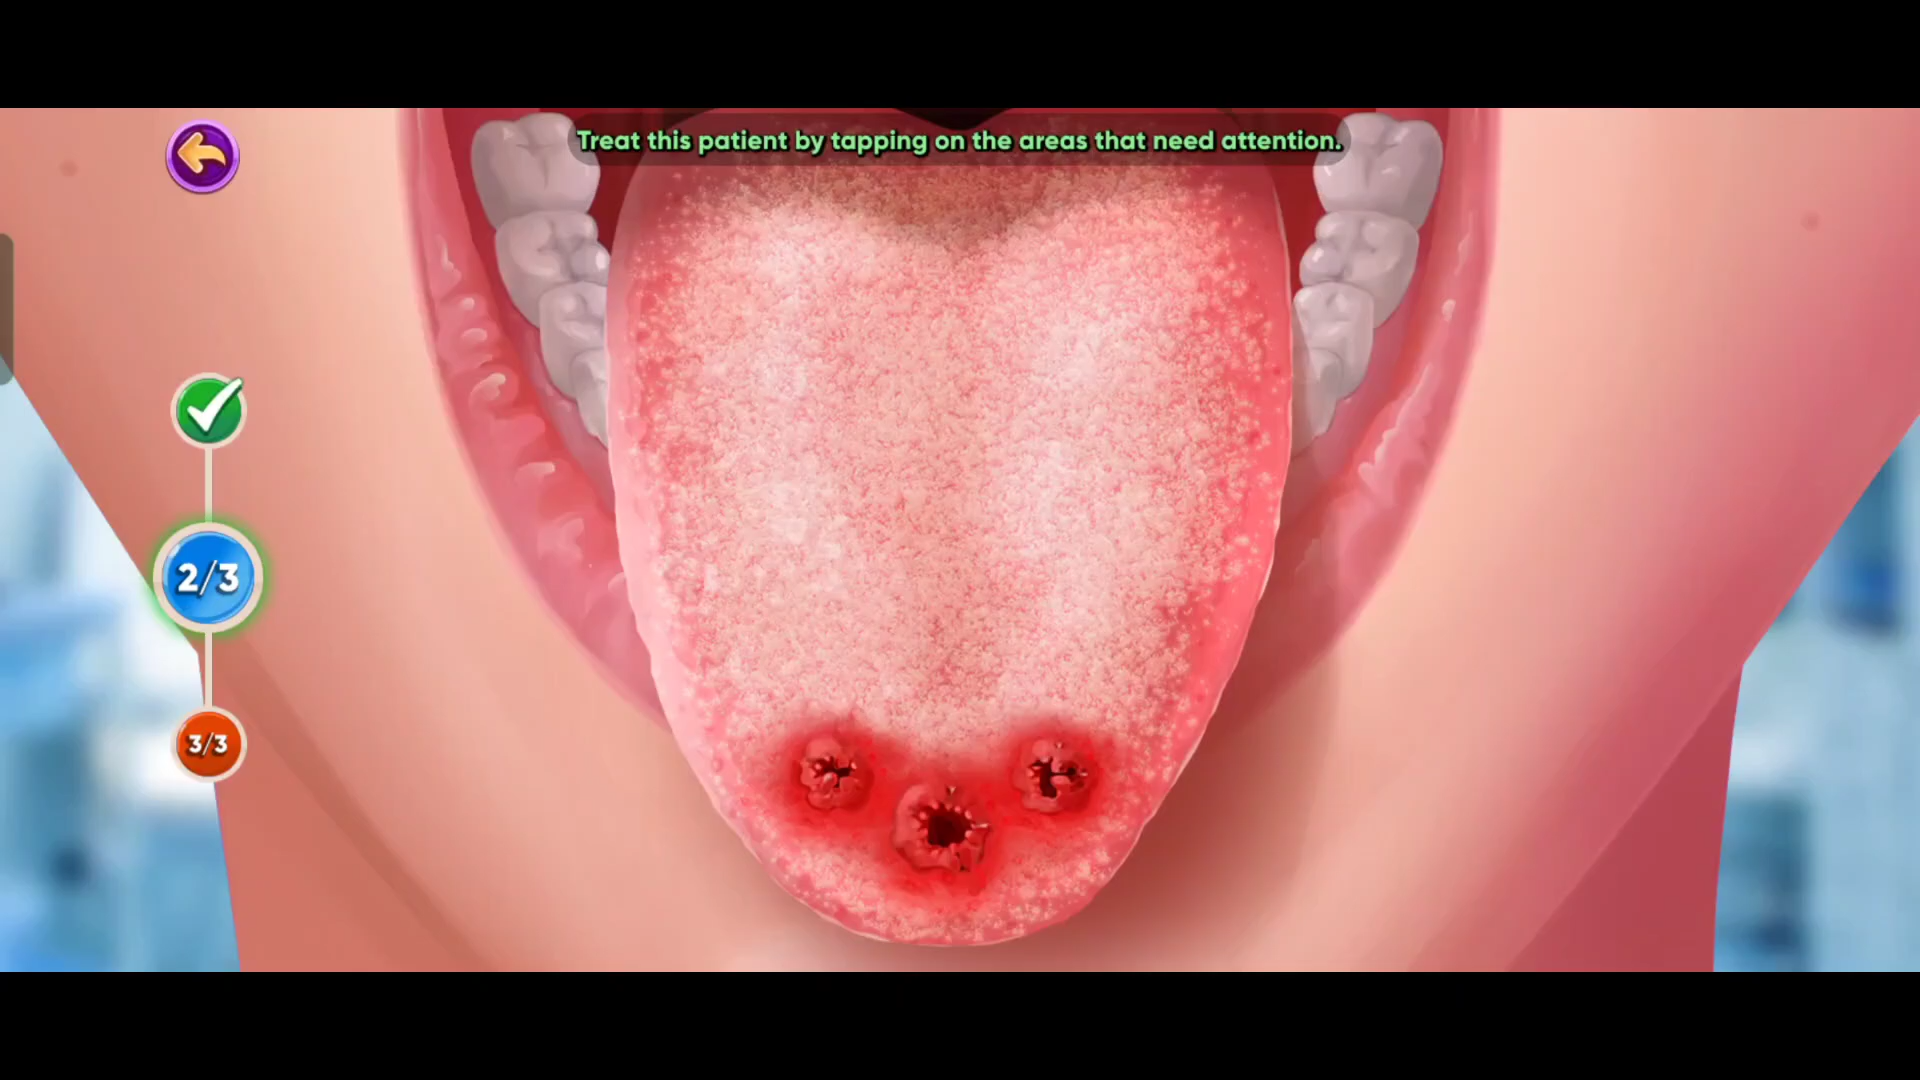 Treat this patient by tapping on the areas that need attention.
2/3
3/3